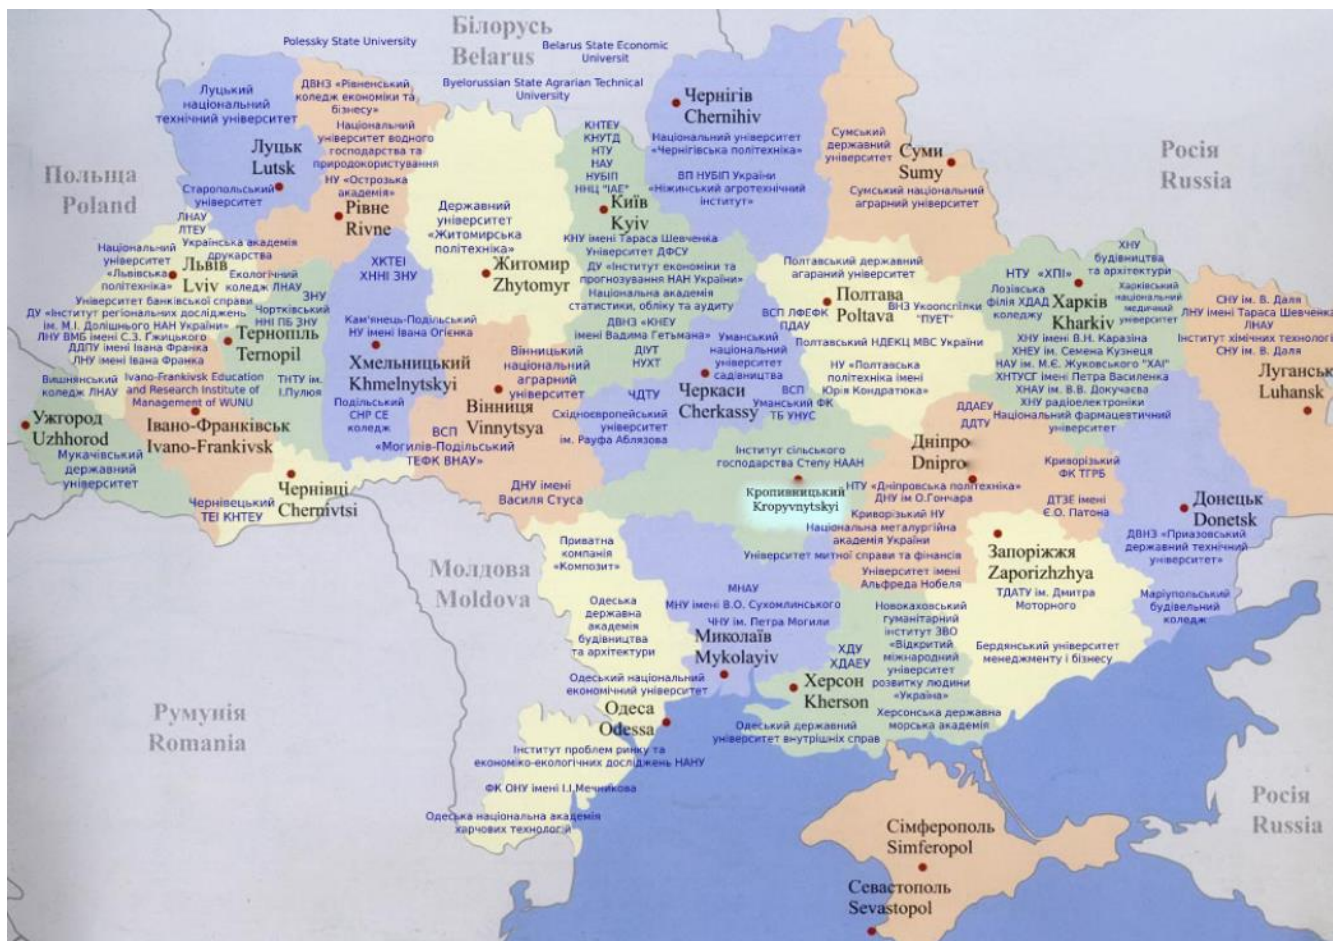 Білорусь
Belarus
Polessky State University
Belarus State Economic
Universit
Byelorussian State Agrarian Technical
University
Польща
Poland
Росія
Russia
Молдова
Moldova
Румунія
Romania
Росія
Russia
Луцький
національний
технічний університет
Луцьк
Lutsk
Старопольський
університет
ДВНЗ «Рівненський
коледж економіки та
бізнесу»
Національний
університет водного
господарства та
природокористування
НУ «Острозька
академія»
Рівне
Rivne
Державний
університет
«Житомирська
політехніка»
Житомир
Zhytomyr
КНТЕУ
КНУТД
НТУ
НАУ
НУБІП
ННЦ "ІАЕ"
Київ
Kyiv
КНУ імені Тараса Шевченка
Університет ДФСУ
ДУ «Інститут економіки та
прогнозування НАН України»
Національна академія
статистики, обліку та аудиту
ДВНЗ «КНЕУ
імені Вадима Гетьмана»
ДІУТ
НУХТ
Чернігів
Chernihiv
Національний університет
«Чернігівська політехніка»
ВП НУБІП України
«Ніжинський агротехнічний
інститут»
Сумський
державний
університет
Суми
Sumy
Сумський національний
аграрний університет
ЛНАУ
ЛТЕУ
Українська академія
друкарства
Національний
університет
«Львівська
політехніка»
Львів
Lviv
Екологічний
коледж ЛНАУ
Університет банківської справи
ДУ «Інститут регіональних досліджень
ім. М.І. Долішнього НАН України»
ЛНУ ВМБ імені С.З. Ґжицького
ДДПУ імені Івана Франка
ЛНУ імені Івана Франка
Вишнянський
коледж ЛНАУ
ЗНУ
Чортківський
ННІ ПБ ЗНУ
Тернопіль
Ternopil
ТНТУ ім.
І.Пулюя
ХКТЕІ
ХННІ ЗНУ
Кам'янець-Подільський
НУ імені Івана Огієнка
Хмельницький
Khmelnytskyi
Подільський
СНР СЕ
коледж
Ivano-Frankivsk Education
and Research Institute of
Management of WUNU
Івано-Франківськ
Ivano-Frankivsk
Ужгород
Uzhhorod
Мукачівський
державний
університет
Чернівці
Chernivtsi
Чернівецький
ТЕІ КНТЕУ
Вінницький
національний
аграрний
університет
Вінниця
Vinnytsya
ВСП
«Могилів-Подільський
ТЕФК ВНАУ»
ДНУ імені
Василя Стуса
Уманський
національний
університет
садівництва
Черкаси
Cherkassy
ЧДТУ
Східноєвропейський
університет
ім. Рауфа Аблязова
ВСП
Уманський ФК
ТБ УНУС
Полтавський державний
аграрaний університет
Полтава
Poltava
ВСП ЛФЕФК
ПДАУ
ВНЗ Укоопспілки
"ПУЕТ"
Полтавський НДЕКЦ МВС України
НУ «Полтавська
політехніка імені
Юрія Кондратюка»
ХНУ
будівництва
та архітектури
НТУ «ХПІ»
Лозівська
філія ХДАД
коледжу
Харків
Kharkiv
Харківський
національний
медичний
університет
ХНУ імені В.Н. Каразіна
ХНЕУ ім. Семена Кузнеця
НАУ ім. М.Є. Жуковського "ХАІ"
ХНТУСГ імені Петра Василенка
ХНАУ ім. В.В. Докучаєва
ХНУ радіоелектроніки
Національний фармацевтичний
університет
СНУ ім. В. Даля
ЛНУ імені Тараса Шевченка
ЛНАУ
Інститут хімічних технологій
СНУ ім. В. Даля
Луганськ
Luhansk
Інститут сільського
господарства Степу НААН
Кропивницький
Kropyvnytskyi
ДДАЕУ
ДДТУ
Дніпро
Dnipro
НТУ «Дніпровська політехніка»
ДНУ ім О.Гончара
Криворізький НУ
Національна металургійна
академія України
Університет митної справи та фінансів
Університет імені
Альфреда Нобеля
Криворізький
ФК ТГРБ
ДТЗЕ імені
Є.О. Патона
Донецьк
Donetsk
ДВНЗ «Приазовський
державний технічний
університет»
Маріупольський
будівельний
коледж
Запоріжжя
Zaporizhzhya
ТДАТУ ім. Дмитра
Моторного
Бердянський університет
менеджменту і бізнесу
Приватна
компанія
«Композит»
Одеська
державна
академія
будівництва
та архітектури
Одеський національний
економічний університет
Одеса
Odessa
Інститут проблем ринку та
економіко-екологічних досліджень НАНУ
ФК ОНУ імені І.І.Мечникова
Одеська національна академія
харчових технологій
МНАУ
МНУ імені В.О. Сухомлинського
ЧНУ ім. Петра Могили
Миколаїв
Mykolayiv
ХДУ
ХДАЕУ
Херсон
Kherson
Новокаховський
гуманітарний
інститут ЗВО
«Відкритий
міжнародний
університет
розвитку людини
«Україна»
Херсонська державна
морська академія
Одеський державний
університет внутрішніх справ
Сімферополь
Simferopol
Севастополь
Sevastopol